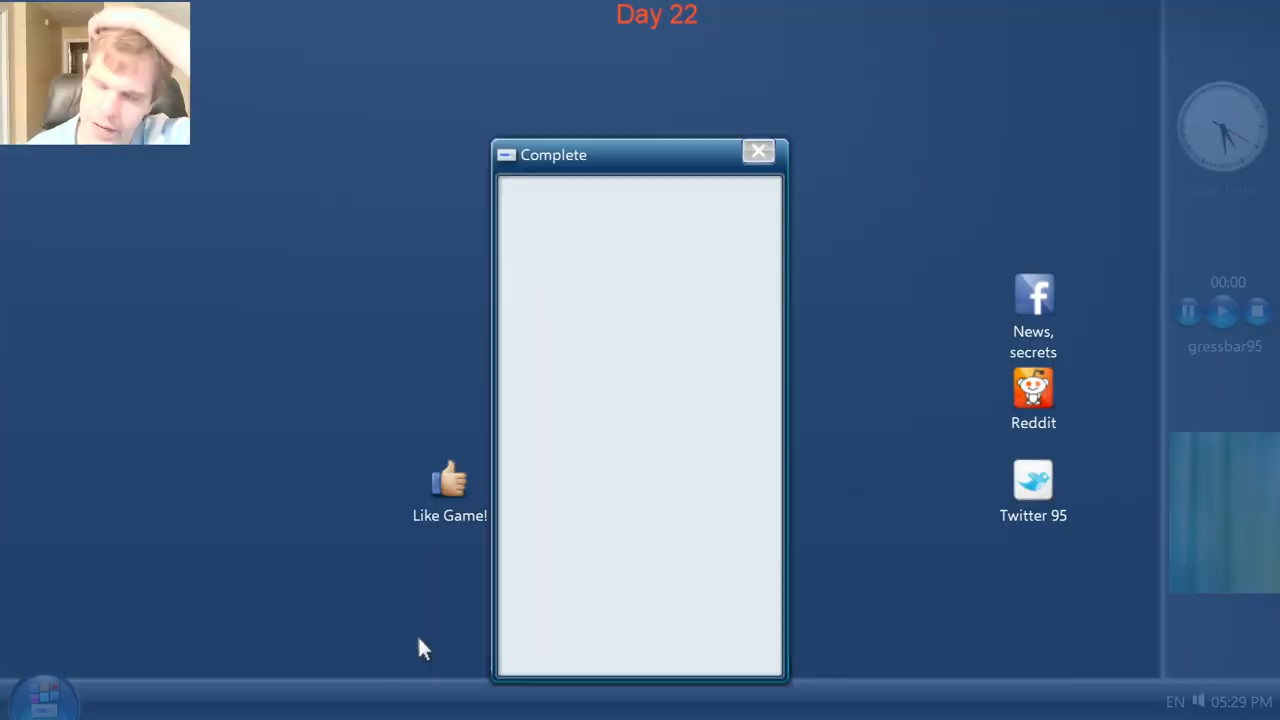 Day 22
Complete
00:00
gressbar95
News,
secrets
Reddit
Like Game!
Twitter 95
EN 05:29 PM